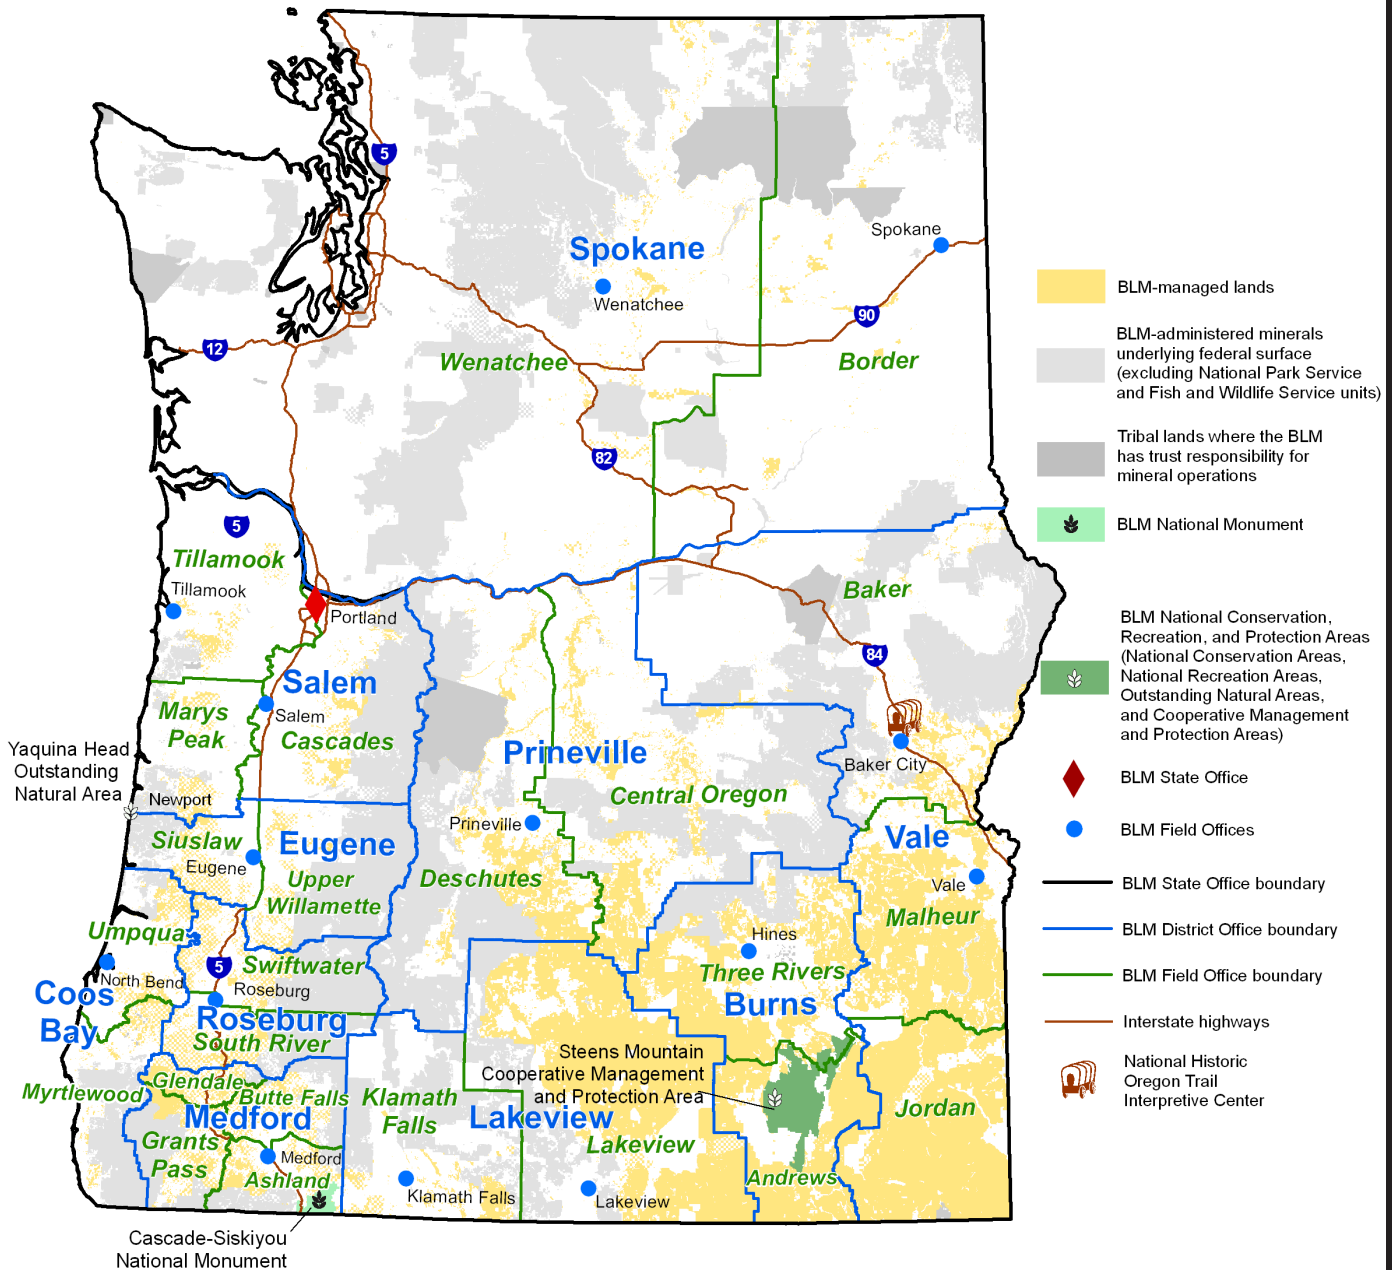 5
Spokane
Spokane
Wenatchee
90
12
Wenatchee
Border
82
5
Tillamook
Tillamook
Portland
Baker
84
Salem
Salem
Cascades
Marys
Peak
Yaquina Head
Outstanding
Natural Area
Newport
Prineville
Central Oregon
Baker City
Prineville
Siuslaw
Eugene
Eugene
Upper
Willamette
Deschutes
Vale
Vale
Malheur
Umpqua
5
Swiftwater
North Bend
Roseburg
Coos
Bay
Roseburg
South River
Hines
Three Rivers
Burns
Steens Mountain
Cooperative Management
and Protection Area
Myrtlewood
Glendale
Butte Falls
Medford
Grants
Pass
Medford
Ashland
Klamath
Falls
Klamath Falls
Lakeview
Lakeview
Lakeview
Andrews
Jordan
Cascade-Siskiyou
National Monument
BLM-managed lands
BLM-administered minerals
underlying federal surface
(excluding National Park Service
and Fish and Wildlife Service units)
Tribal lands where the BLM
has trust responsibility for
mineral operations
BLM National Monument
BLM National Conservation,
Recreation, and Protection Areas
(National Conservation Areas,
National Recreation Areas,
Outstanding Natural Areas,
and Cooperative Management
and Protection Areas)
BLM State Office
BLM Field Offices
BLM State Office boundary
BLM District Office boundary
BLM Field Office boundary
Interstate highways
National Historic
Oregon Trail
Interpretive Center